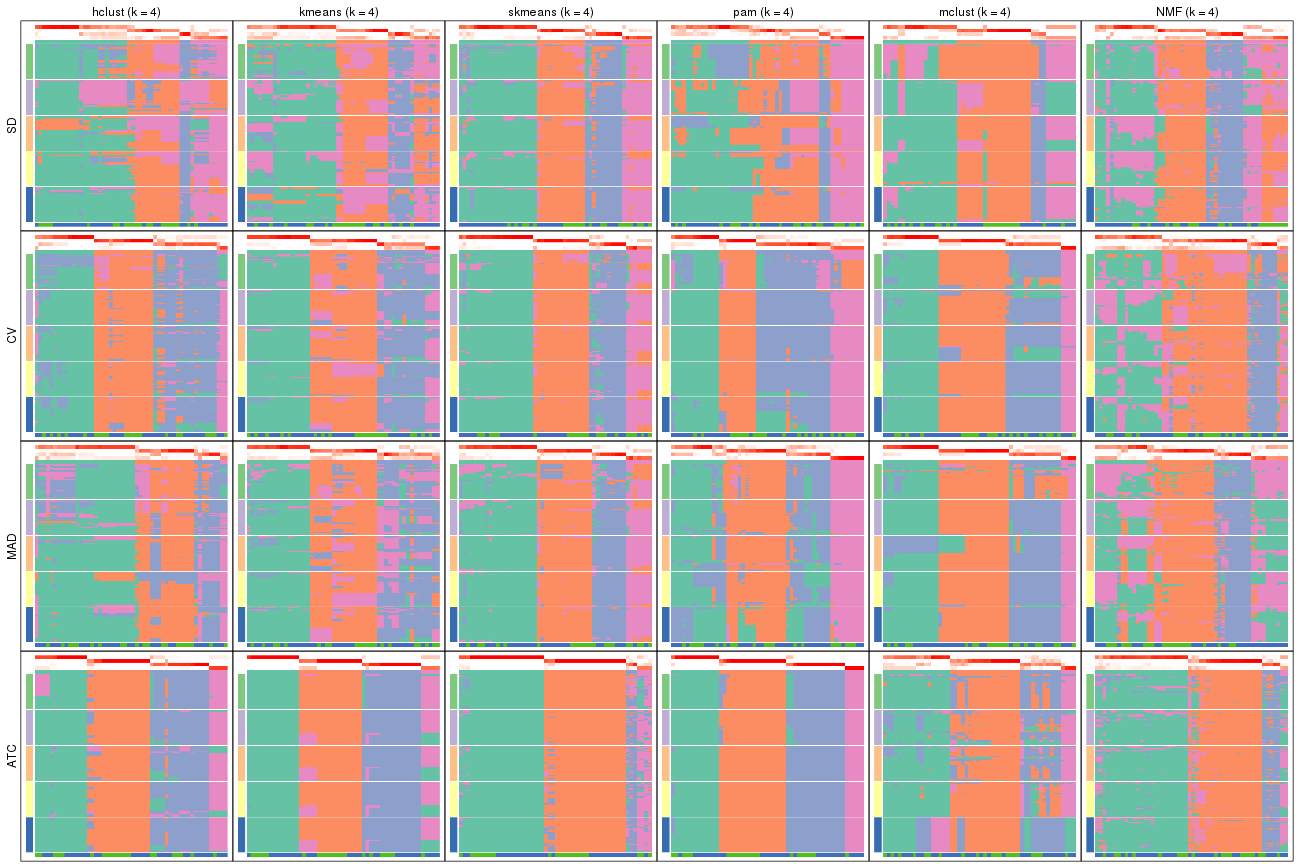 hclust (k = 4) kmeans (k = 4) skmeans (k = 4) pam (k = 4) mclust (k = 4) NMF (k = 4)
SD
CV
MAD
ATC